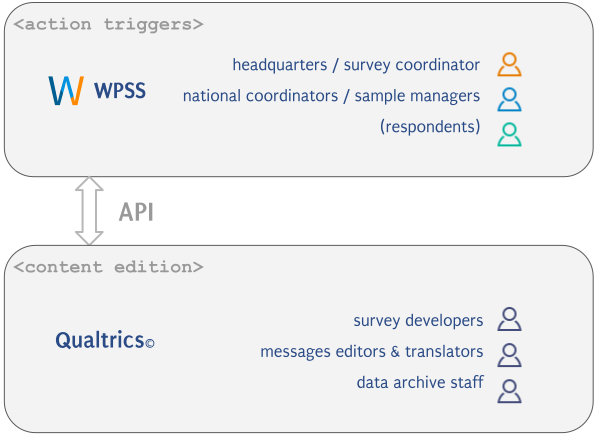 <action triggers>
headquarters / survey coordinator
W WPSS
national coordinators / sample managers
(respondents)
API
<content edition>
survey developers
Qualtrics©
messages editors & translators
data archive staff